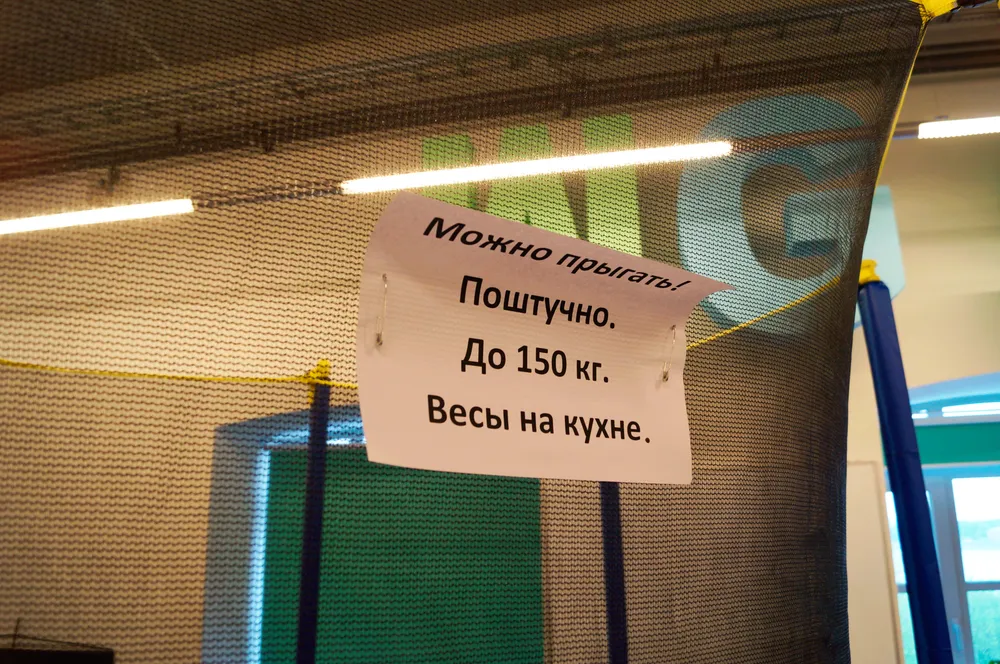 Можно прыгать!
Поштучно.
До 150 кг.
Весы на кухне.